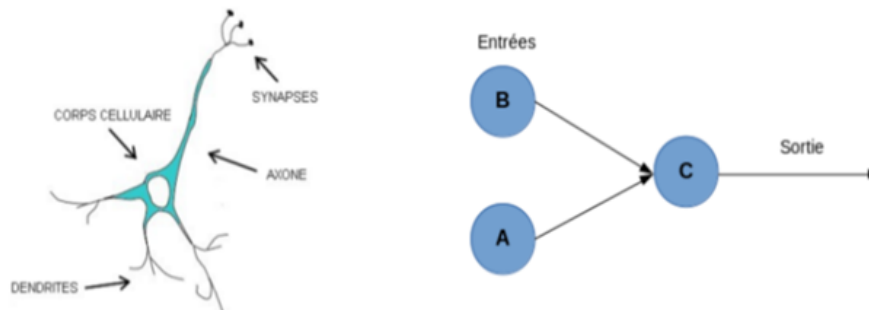 SYNAPSES
CORPS CELLULAIRE
AXONE
DENDRITES
Entrées
B
A
C
Sortie